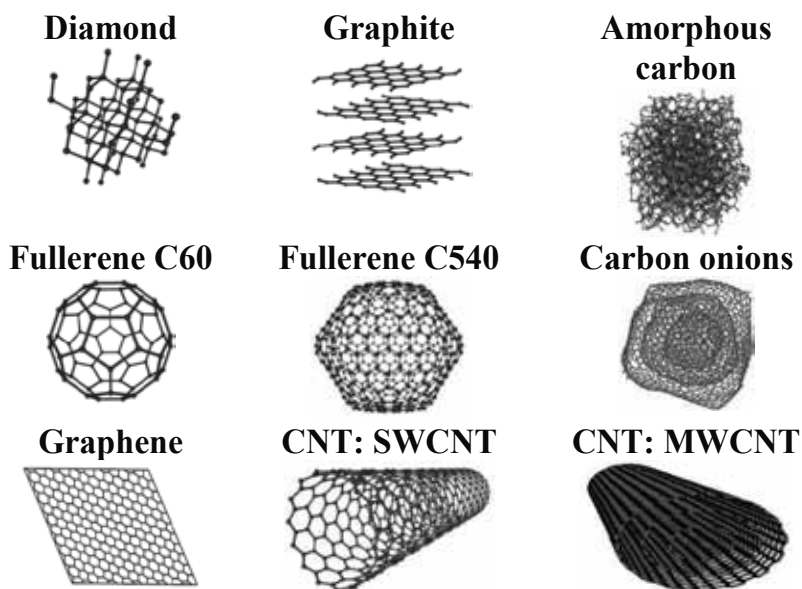 Diamond
Graphite
Amorphous
carbon
Fullerene C60
Fullerene C540
Carbon onions
Graphene
CNT: SWCNT
CNT: MWCNT